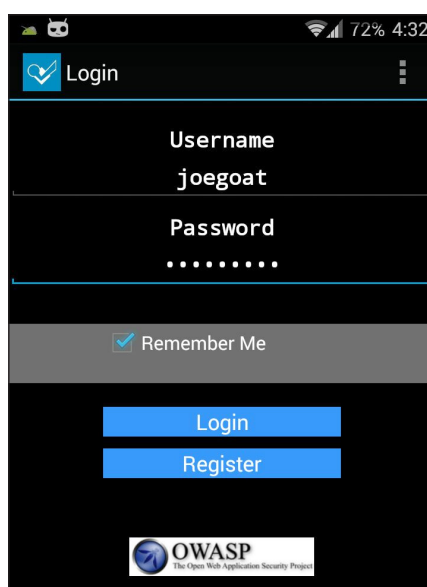 72% 4:32
Login
Username
joegoat
Password
•••••••••
Remember Me
Login
Register
OWASP
The Open Web Application Security Project